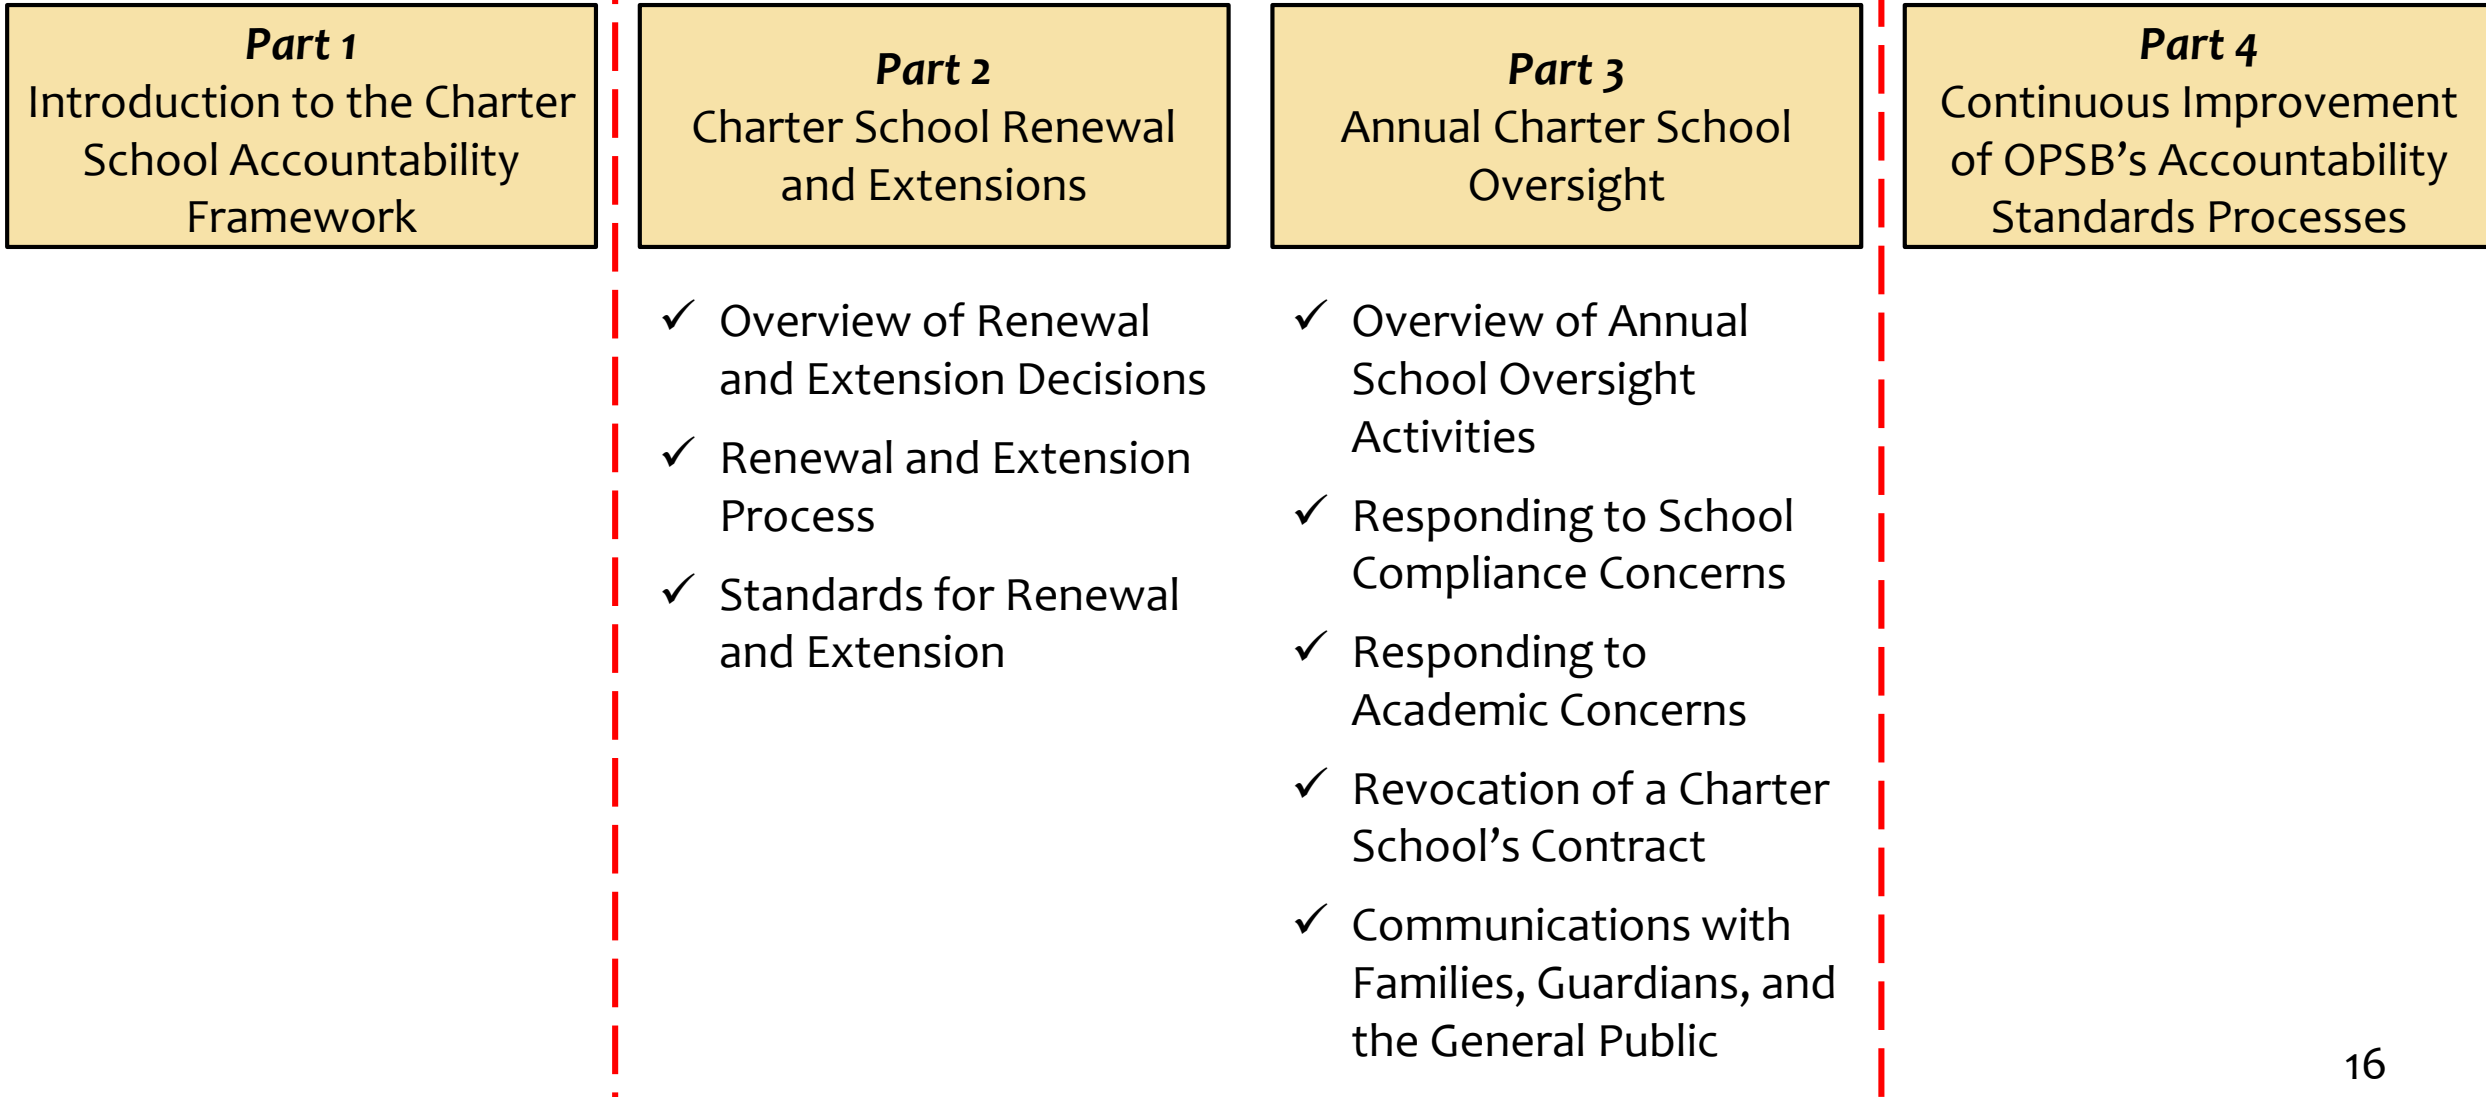 Part 1
Introduction to the Charter
School Accountability
Framework
Part 2
Charter School Renewal
and Extensions
✓ Overview of Renewal
and Extension Decisions
✓ Renewal and Extension
Process
✓ Standards for Renewal
and Extension
Part 3
Annual Charter School
Oversight
✓ Overview of Annual
School Oversight
Activities
✓ Responding to School
Compliance Concerns
✓ Responding to
Academic Concerns
✓ Revocation of a Charter
School’s Contract
✓ Communications with
Families, Guardians, and
the General Public
Part 4
Continuous Improvement
of OPSB’s Accountability
Standards Processes
16